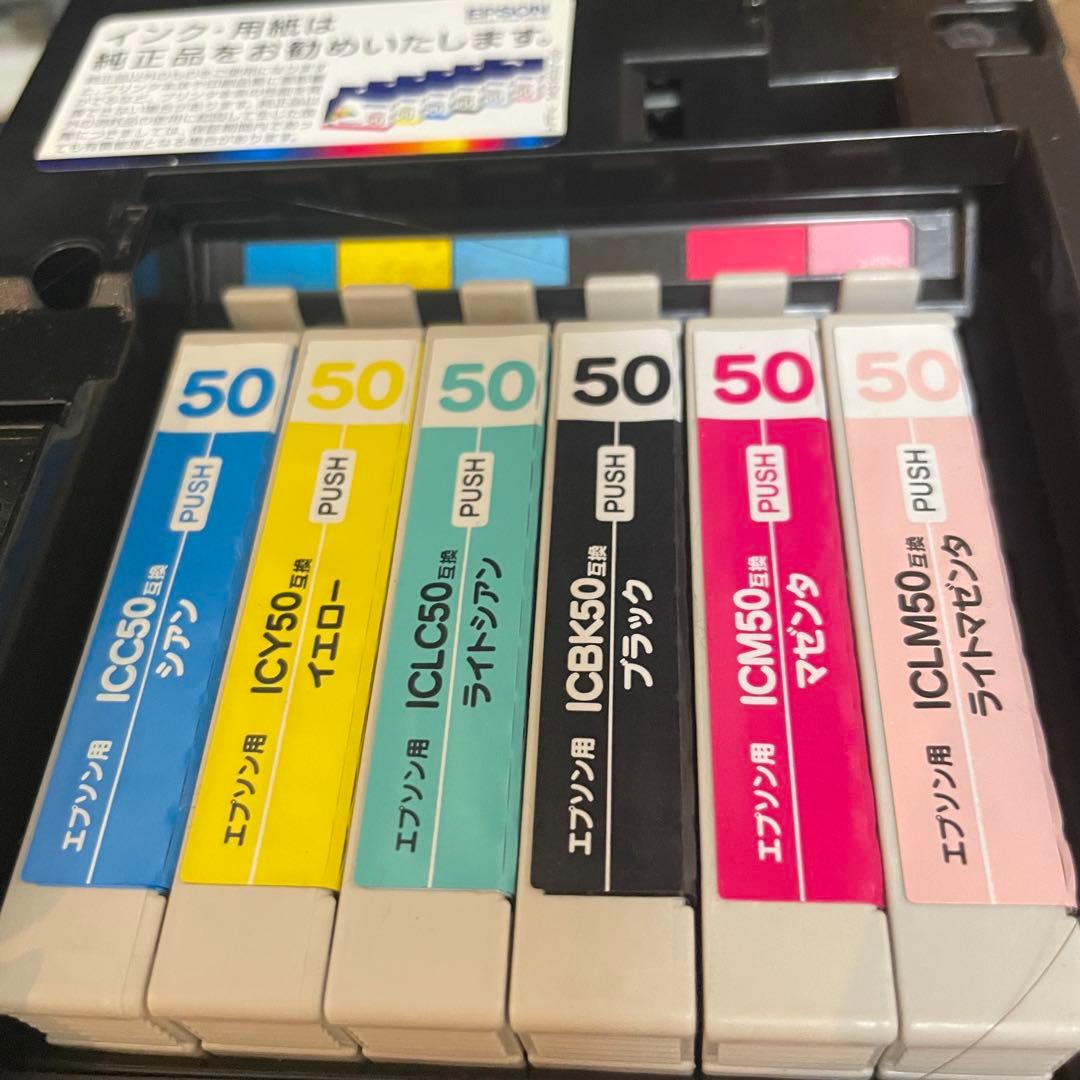 EPSON
インク・用紙は
純正品をお勧めいたします。
50
PUSH
エプソン用 ICC50互換
シアン
50
PUSH
エプソン用 ICY50互換
イエロー
50
PUSH
エプソン用 ICLC50互換
ライトシアン
50
PUSH
エプソン用 ICBK50互換
ブラック
50
PUSH
エプソン用 ICM50互換
マゼンタ
50
PUSH
エプソン用 ICLM50互換
ライトマゼンタ